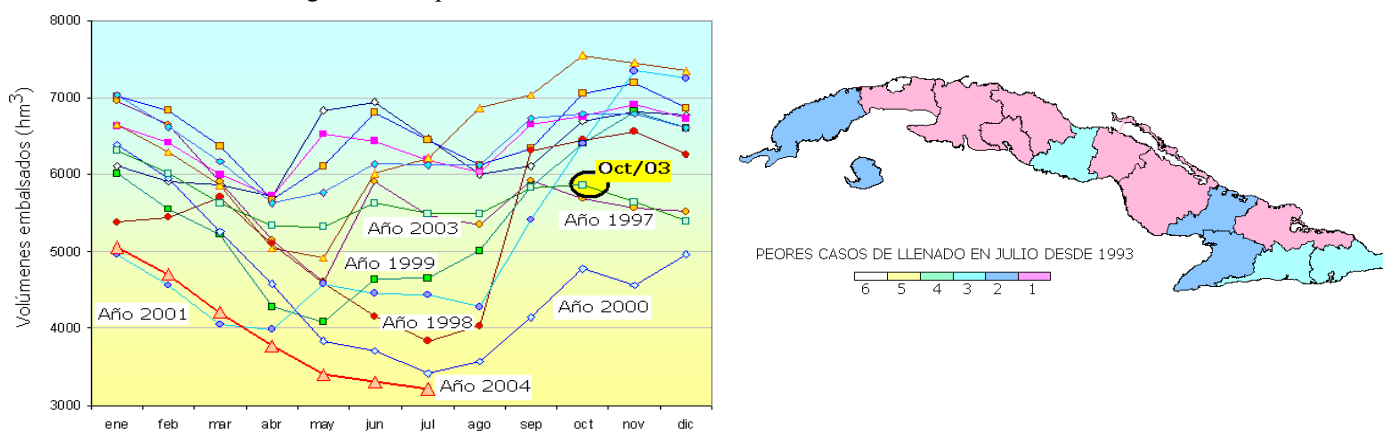 8000
7000
6000
5000
4000
3000
Volúmenes embalsados (hm³)
Oct/03
Año 1997
Año 2003
Año 1999
Año 2000
Año 2001
Año 1998
Año 2004
ene feb mar abr may jun jul ago sep oct nov dic
PEORES CASOS DE LLENADO EN JULIO DESDE 1993
6 5 4 3 2 1